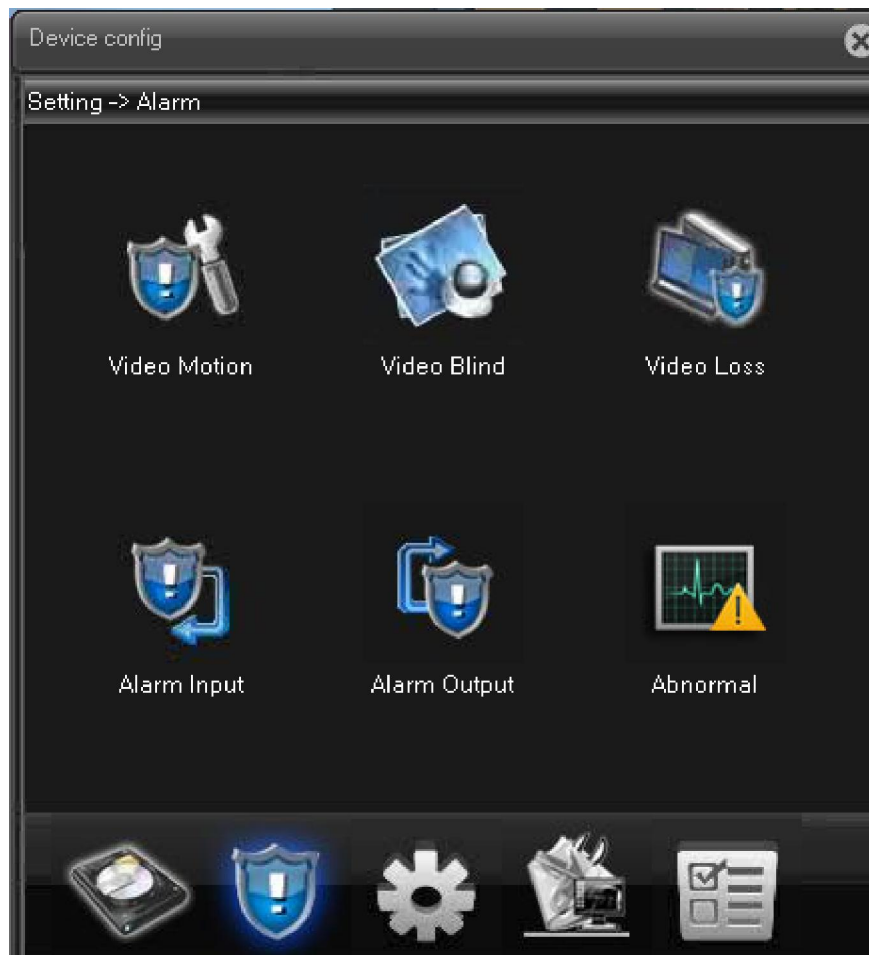 Device config
Setting -> Alarm
Video Motion
Video Blind
Video Loss
Alarm Input
Alarm Output
Abnormal